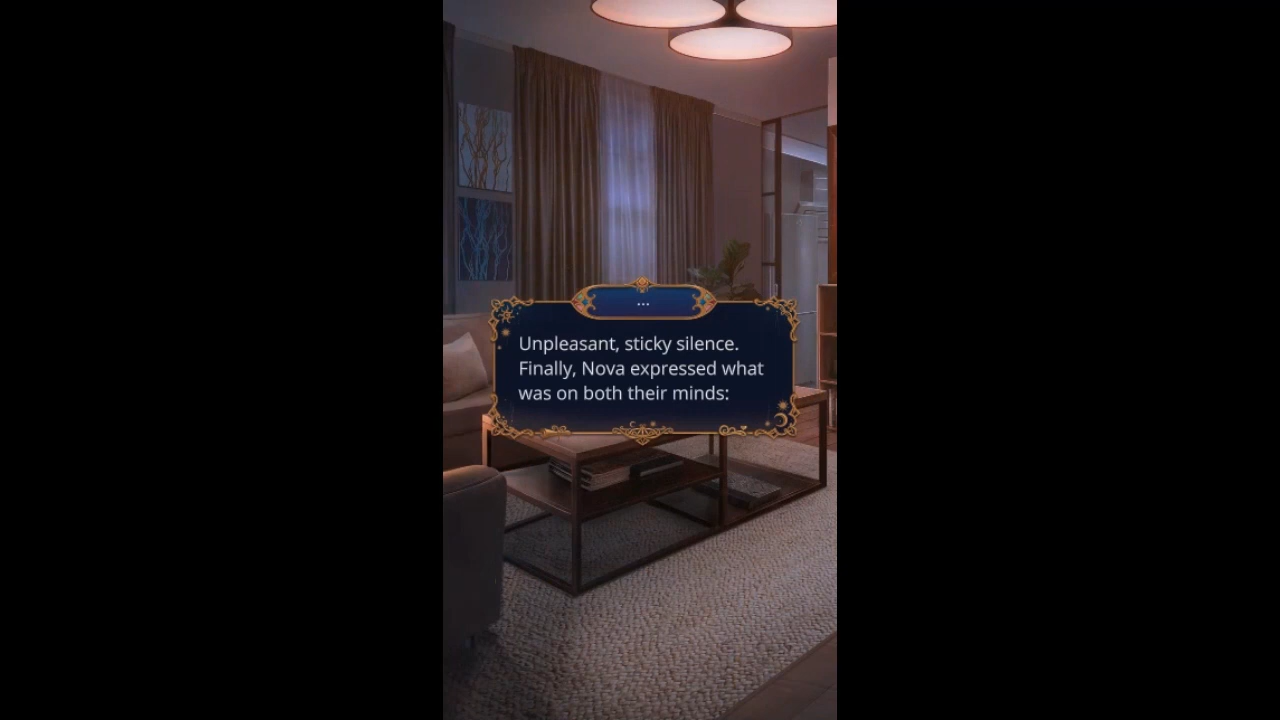 ...
Unpleasant, sticky silence.
Finally, Nova expressed what
was on both their minds: